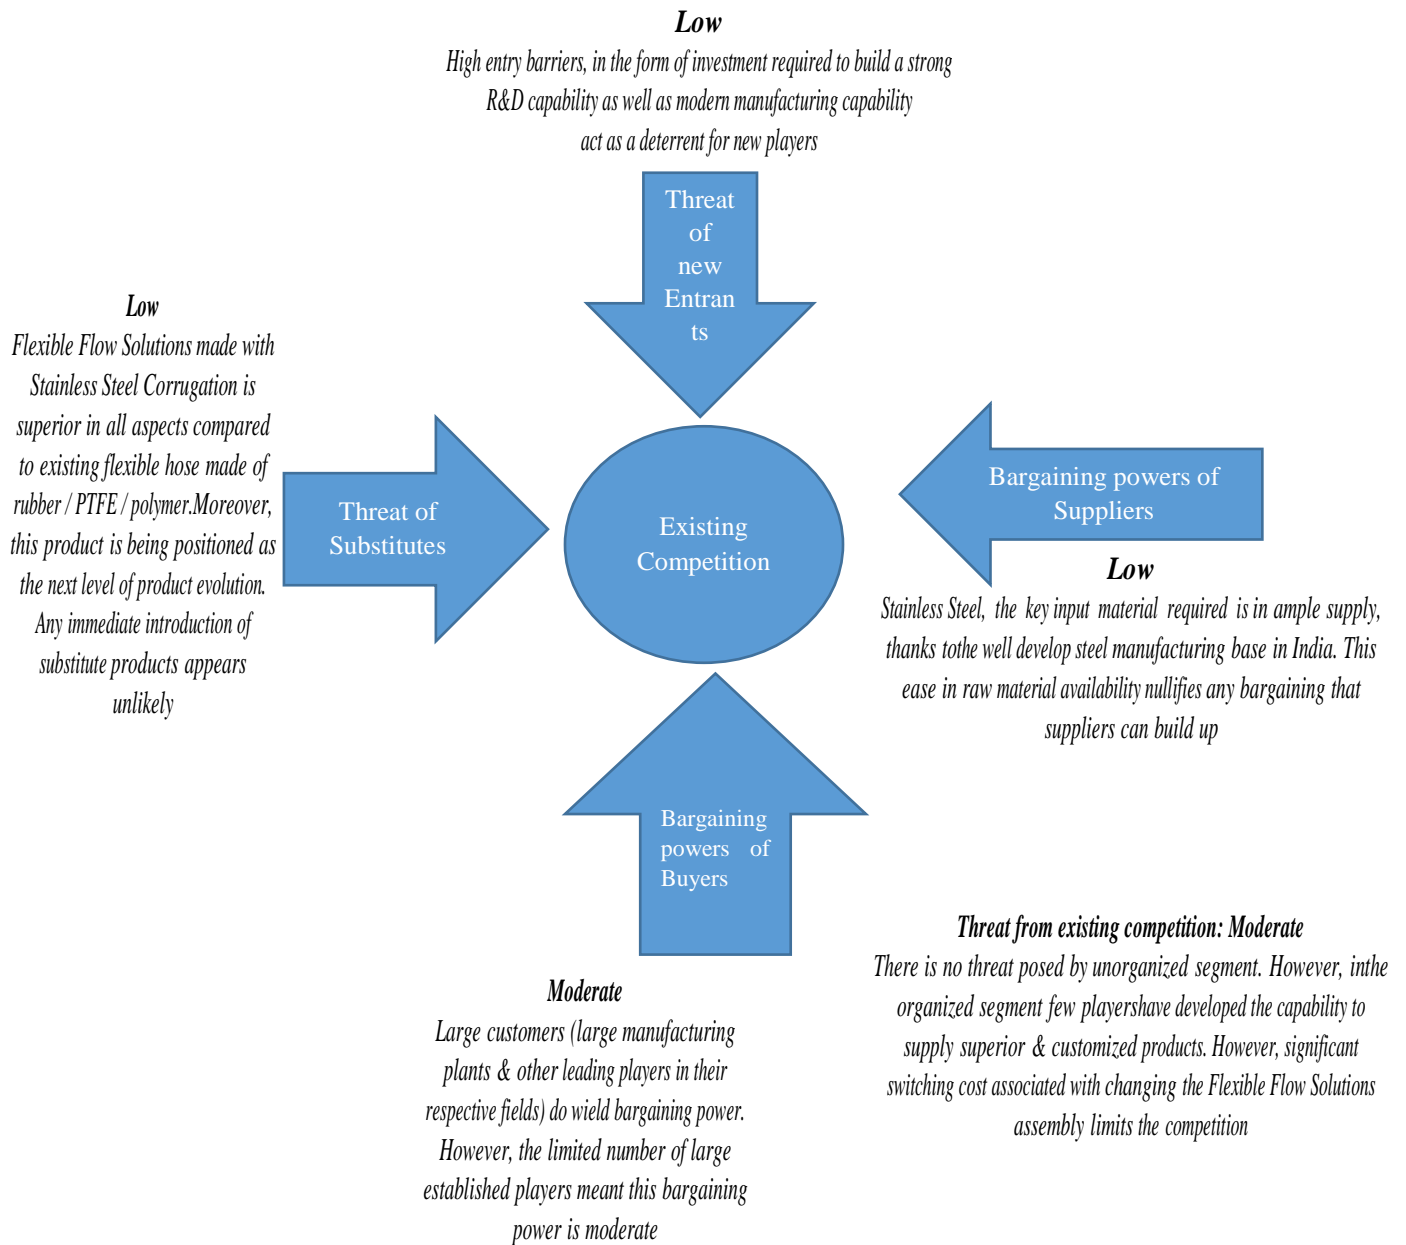 Low
High entry barriers, in the form of investment required to build a strong
R&D capability as well as modern manufacturing capability
act as a deterrent for new players
Threat
of
new
Entran
ts
Low
Flexible Flow Solutions made with
Stainless Steel Corrugation is
superior in all aspects compared
to existing flexible hose made of
rubber / PTFE / polymer.Moreover,
this product is being positioned as
the next level of product evolution.
Any immediate introduction of
substitute products appears
unlikely
Threat of
Substitutes
Existing
Competition
Bargaining powers of
Suppliers
Low
Stainless Steel, the key input material required is in ample supply,
thanks tothe well develop steel manufacturing base in India. This
ease in raw material availability nullifies any bargaining that
suppliers can build up
Bargaining
powers of
Buyers
Moderate
Large customers (large manufacturing
plants & other leading players in their
respective fields) do wield bargaining power.
However, the limited number of large
established players meant this bargaining
power is moderate
Threat from existing competition: Moderate
There is no threat posed by unorganized segment. However, inthe
organized segment few playershave developed the capability to
supply superior & customized products. However, significant
switching cost associated with changing the Flexible Flow Solutions
assembly limits the competition